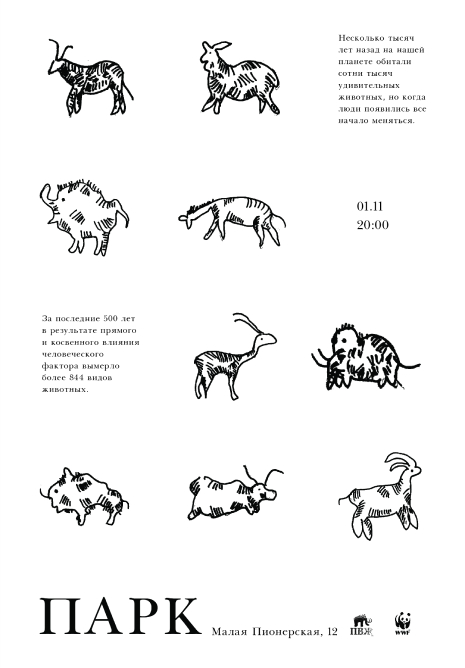 Несколько тысяч
лет назад на нашей
планете обитали
сотни тысяч
удивительных
животных, но когда
люди появились все
начало меняться.
01.11
20:00
За последние 500 лет
в результате прямого
и косвенного влияния
человеческого
фактора вымерло
более 844 видов
животных.
ПАРК Малая Пионерская, 12 ПВЖ WWF